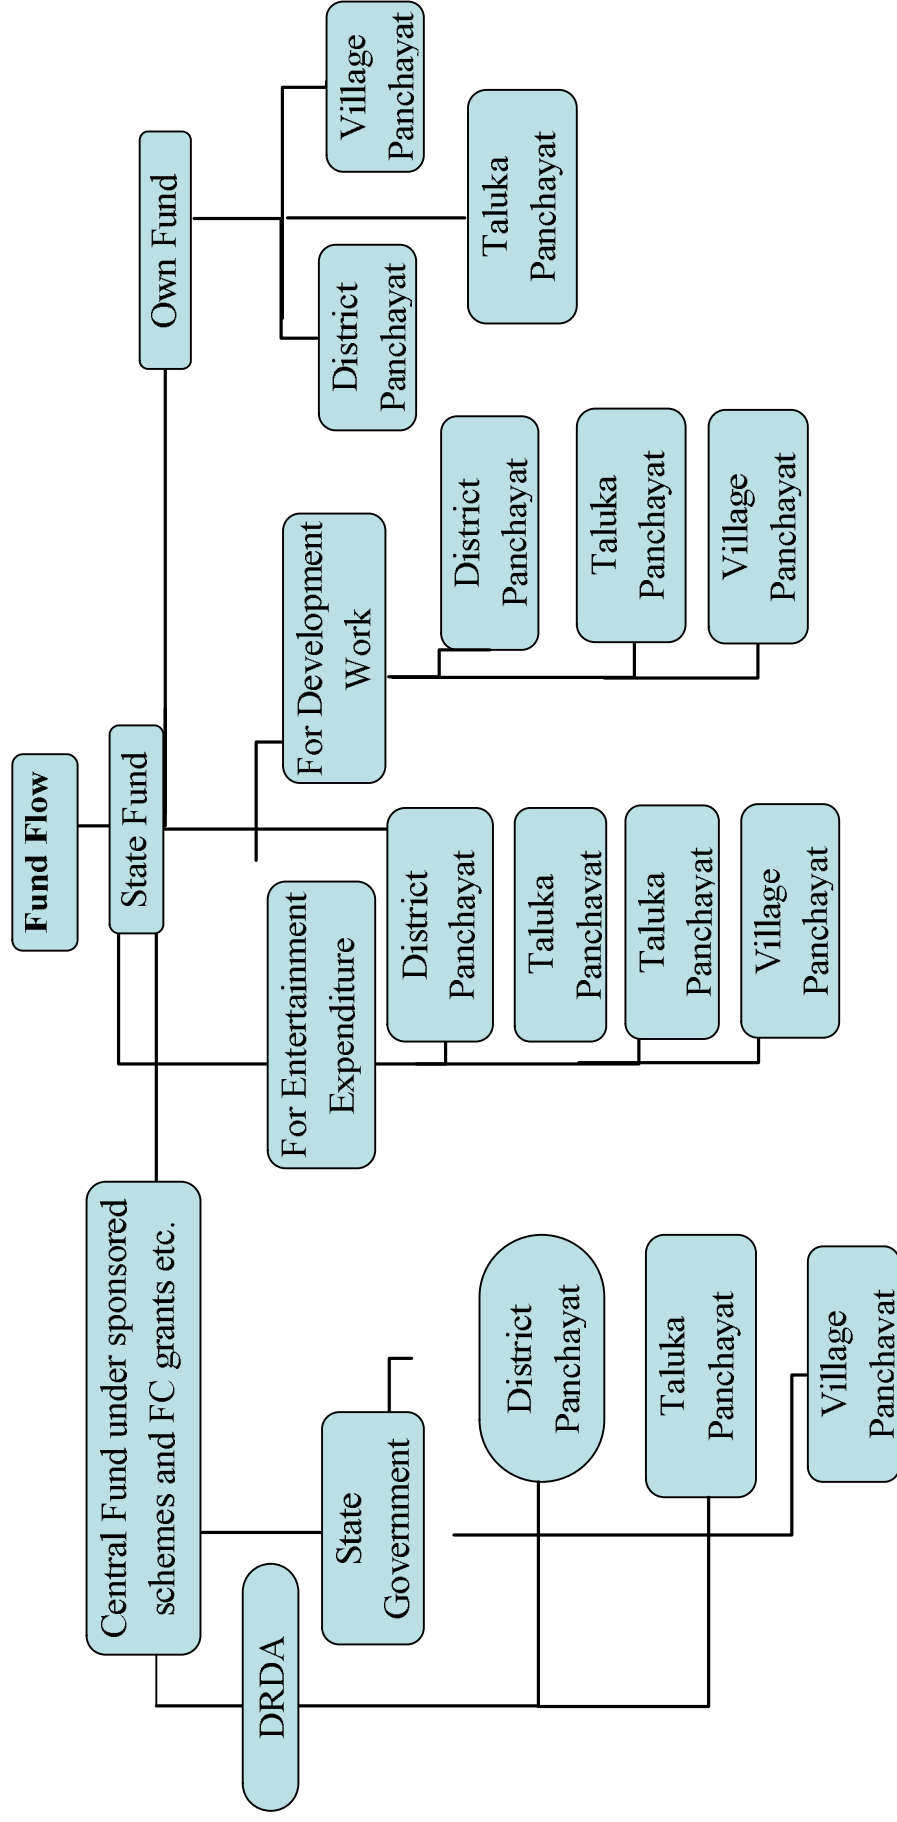 Fund Flow
Central Fund under sponsored
schemes and FC grants etc.
State Fund
Own Fund
DRDA
State
Government
For Entertainment
Expenditure
For Development
Work
District
Panchayat
Taluka
Panchayat
Village
Panchavat
District
Panchayat
Taluka
Panchavat
Taluka
Panchayat
Village
Panchayat
District
Panchayat
Taluka
Panchayat
Village
Panchayat
District
Panchayat
Village
Panchayat
Taluka
Panchayat